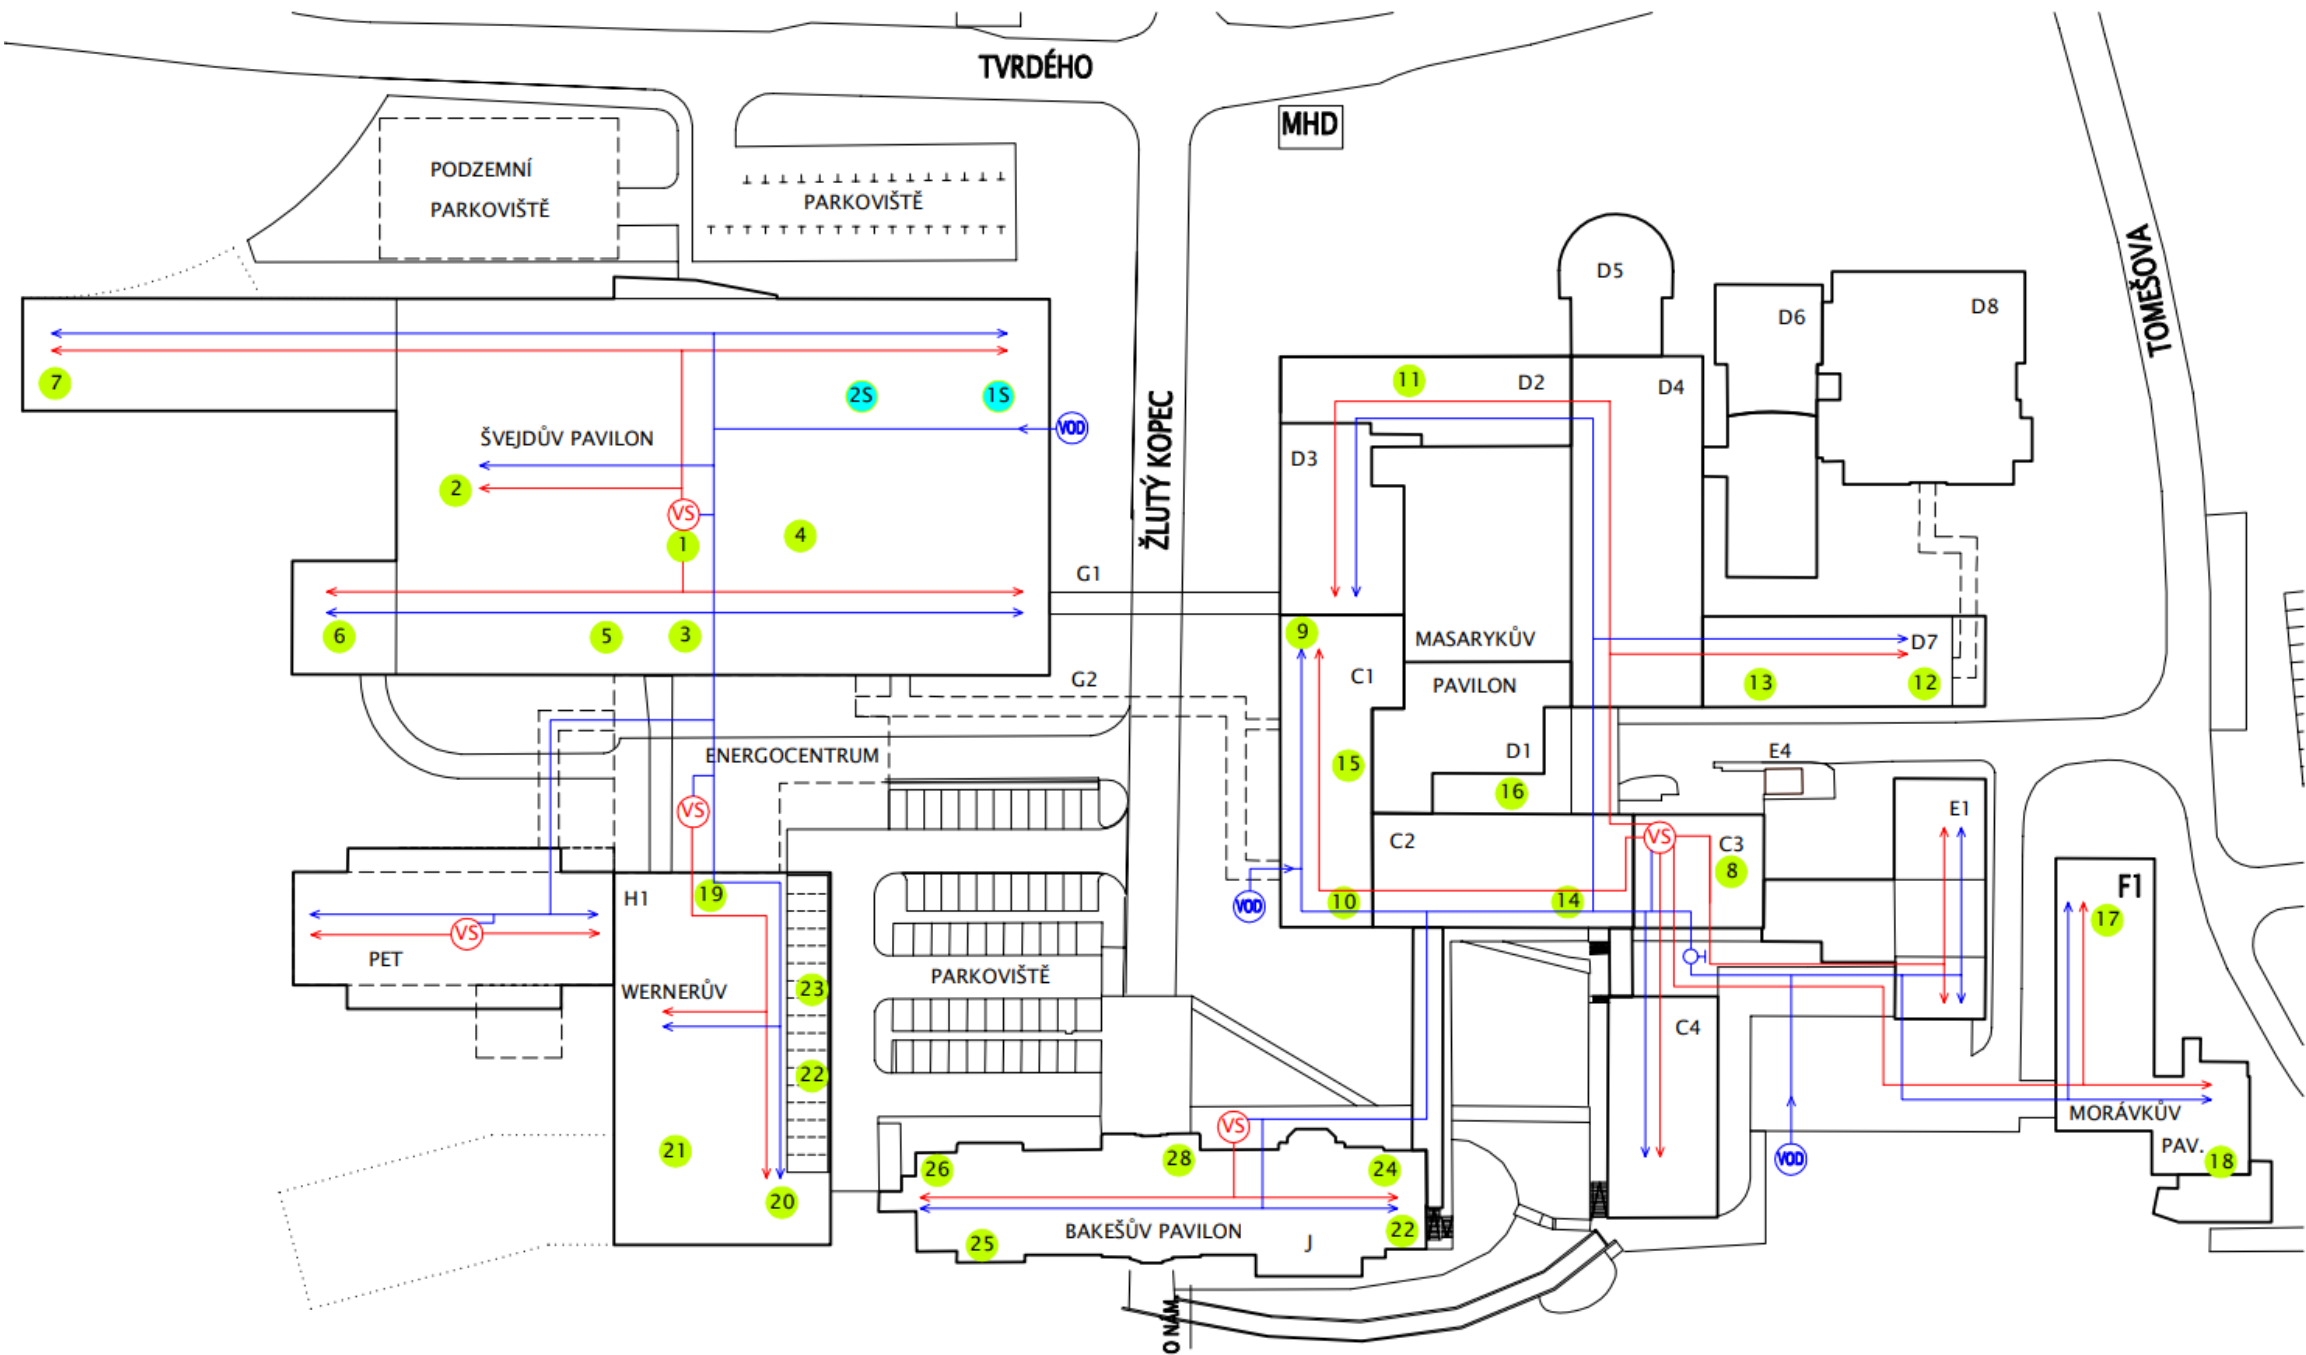 TVRDÉHO
MHD
PODZEMNÍ
PARKOVIŠTĚ
PARKOVIŠTĚ
TOMEŠOVA
D5
D6
D8
7
2S
1S
11
D2
D4
VOD
ŠVEJDŮV PAVILON
ŽLUTÝ KOPEC
D3
2
VS
1
4
G1
6
5
3
9
MASARYKŮV
D7
C1
G2
PAVILON
13
12
ENERGOCENTRUM
15
D1
E4
16
VS
E1
C2
VS
C3
8
F1
H1
19
VOD
10
14
17
VS
PET
PARKOVIŠTĚ
WERNERŮV
23
C4
22
MORÁVKŮV
VS
21
26
28
24
VOD
PAV.
18
20
BAKEŠŮV PAVILON
J
22
25
O NÁM.